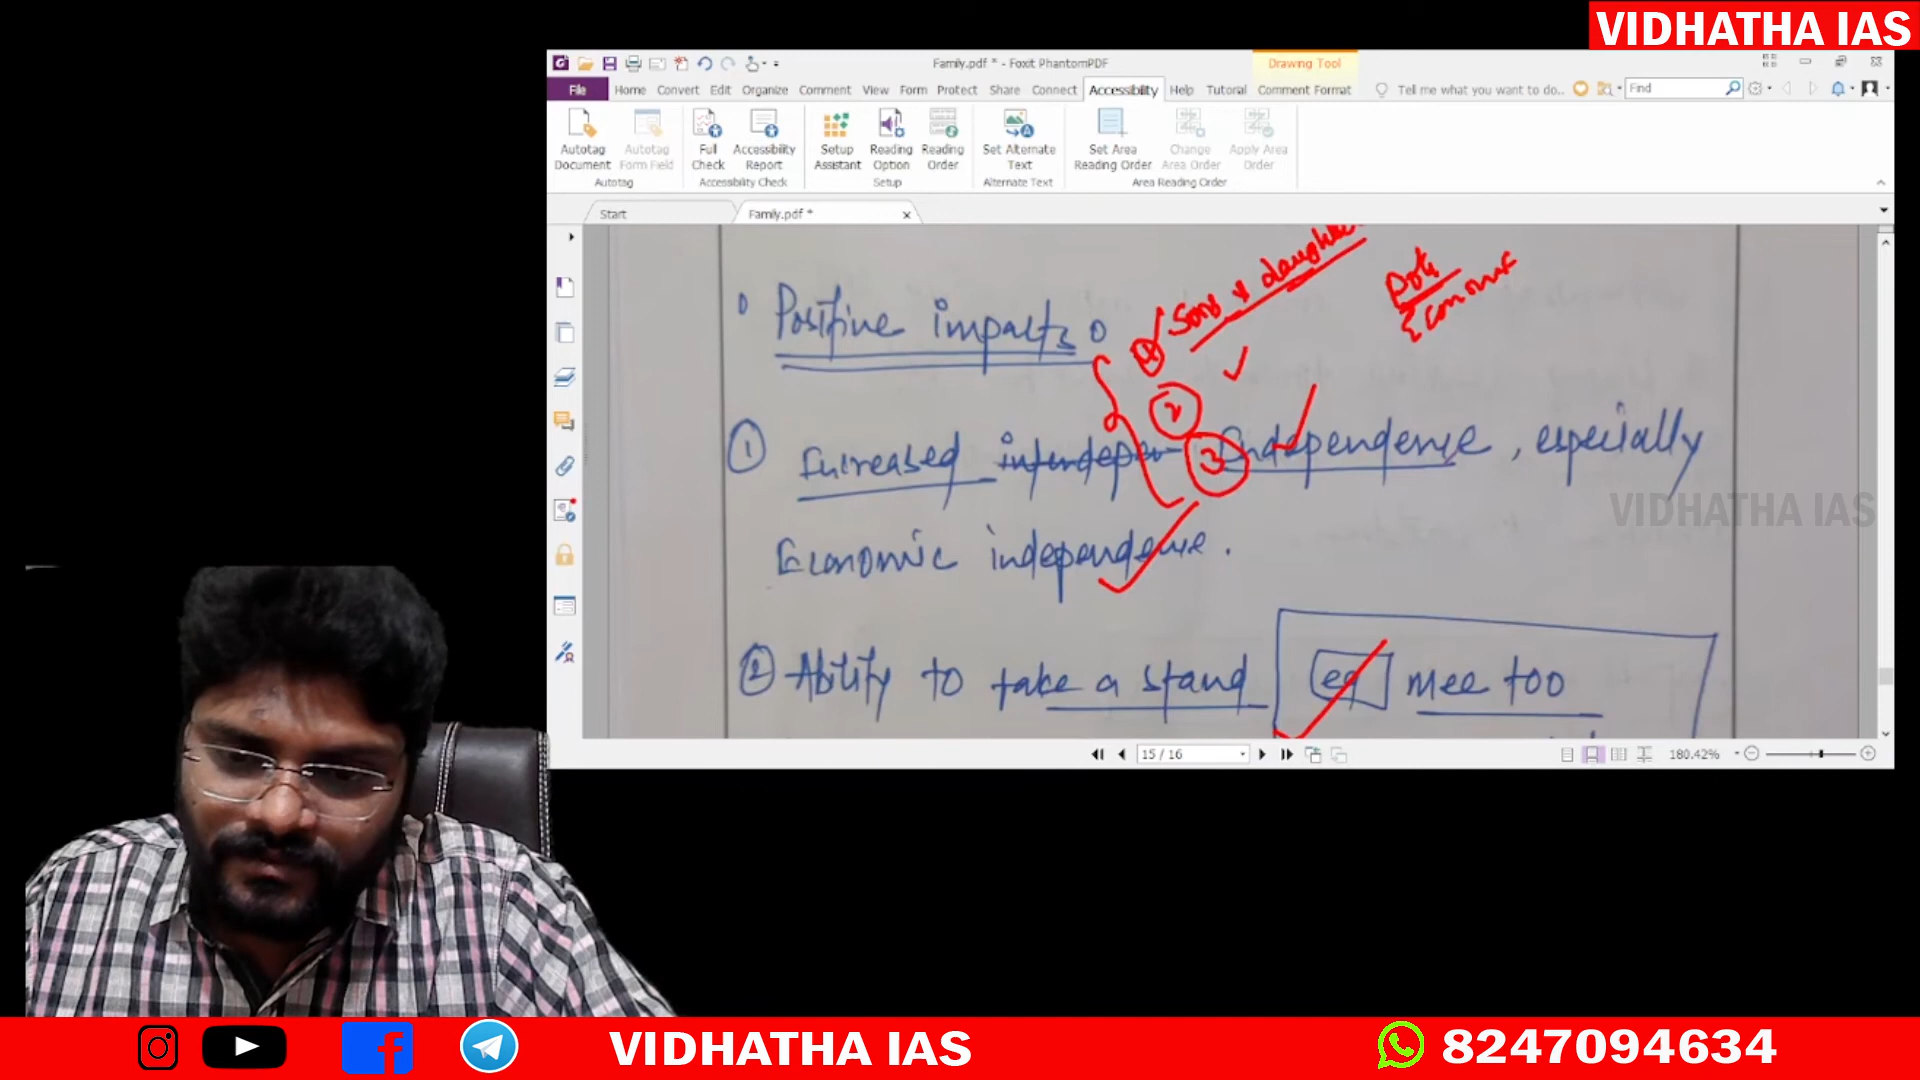 VIDHATHA IAS
Family.pdf * - Foxit PhantomPDF
Drawing Tool
File Home Convert Edit Organize Comment View Form Protect Share Connect Accessibility Help Tutorial Comment Format Tell me what you want to do.. Find
Autotag Document
Autotag Form Field
Full Check
Accessibility Report
Setup Assistant
Reading Option
Reading Order
Set Alternate Text
Set Area Reading Order
Change Area Order
Apply Area Order
Autotag Accessibility Check Setup Alternate Text Area Reading Order
Start Family.pdf *
Sons & daughter
Positive impacts
2
3
1 Increased Independence, especially
VIDHATHA IAS
Economic independence.
2 Ability to take a stand eg mee too
15 / 16 180.42%
VIDHATHA IAS 8247094634